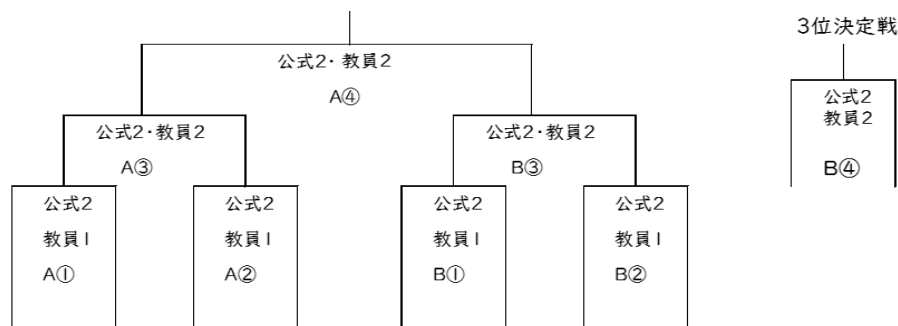 3位決定戦
公式2・教員2
A④
公式2
教員2
B④
公式2・教員2
A③
公式2・教員2
B③
公式2
教員1
A①
公式2
教員1
A②
公式2
教員1
B①
公式2
教員1
B②